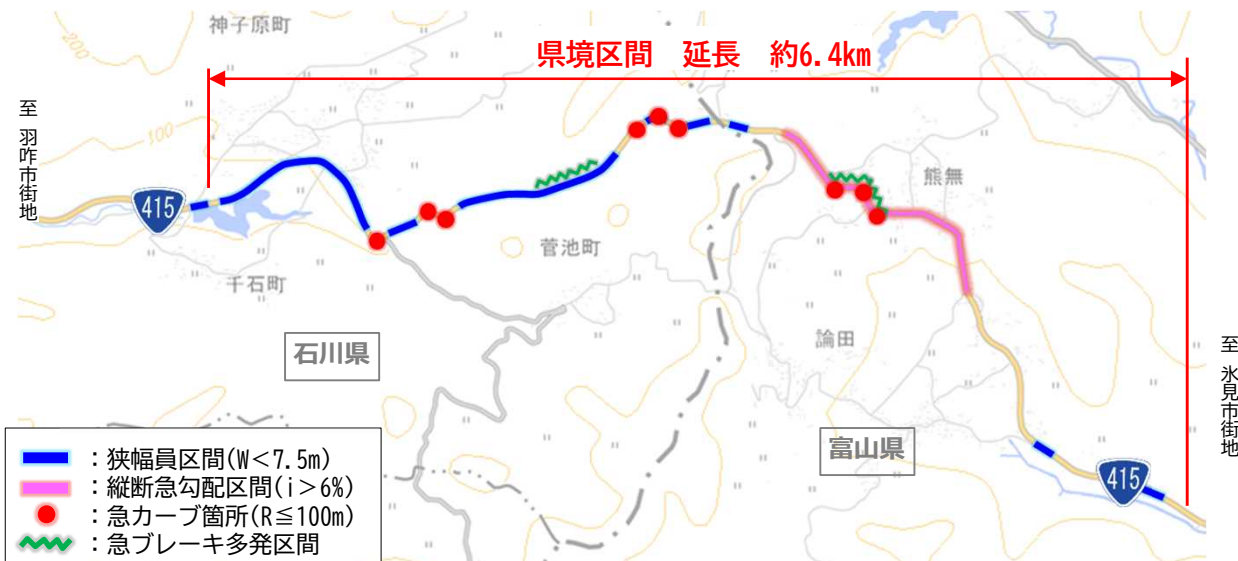 神子原町
200
県境区間 延長 約6.4km
至 羽咋市街地
100
415
熊無
菅池町
千石町
論田
石川県
至 氷見市街地
富山県
415
:狭幅員区間(W<7.5m)
:縦断急勾配区間(i>6%)
:急カーブ箇所(R≦100m)
:急ブレーキ多発区間